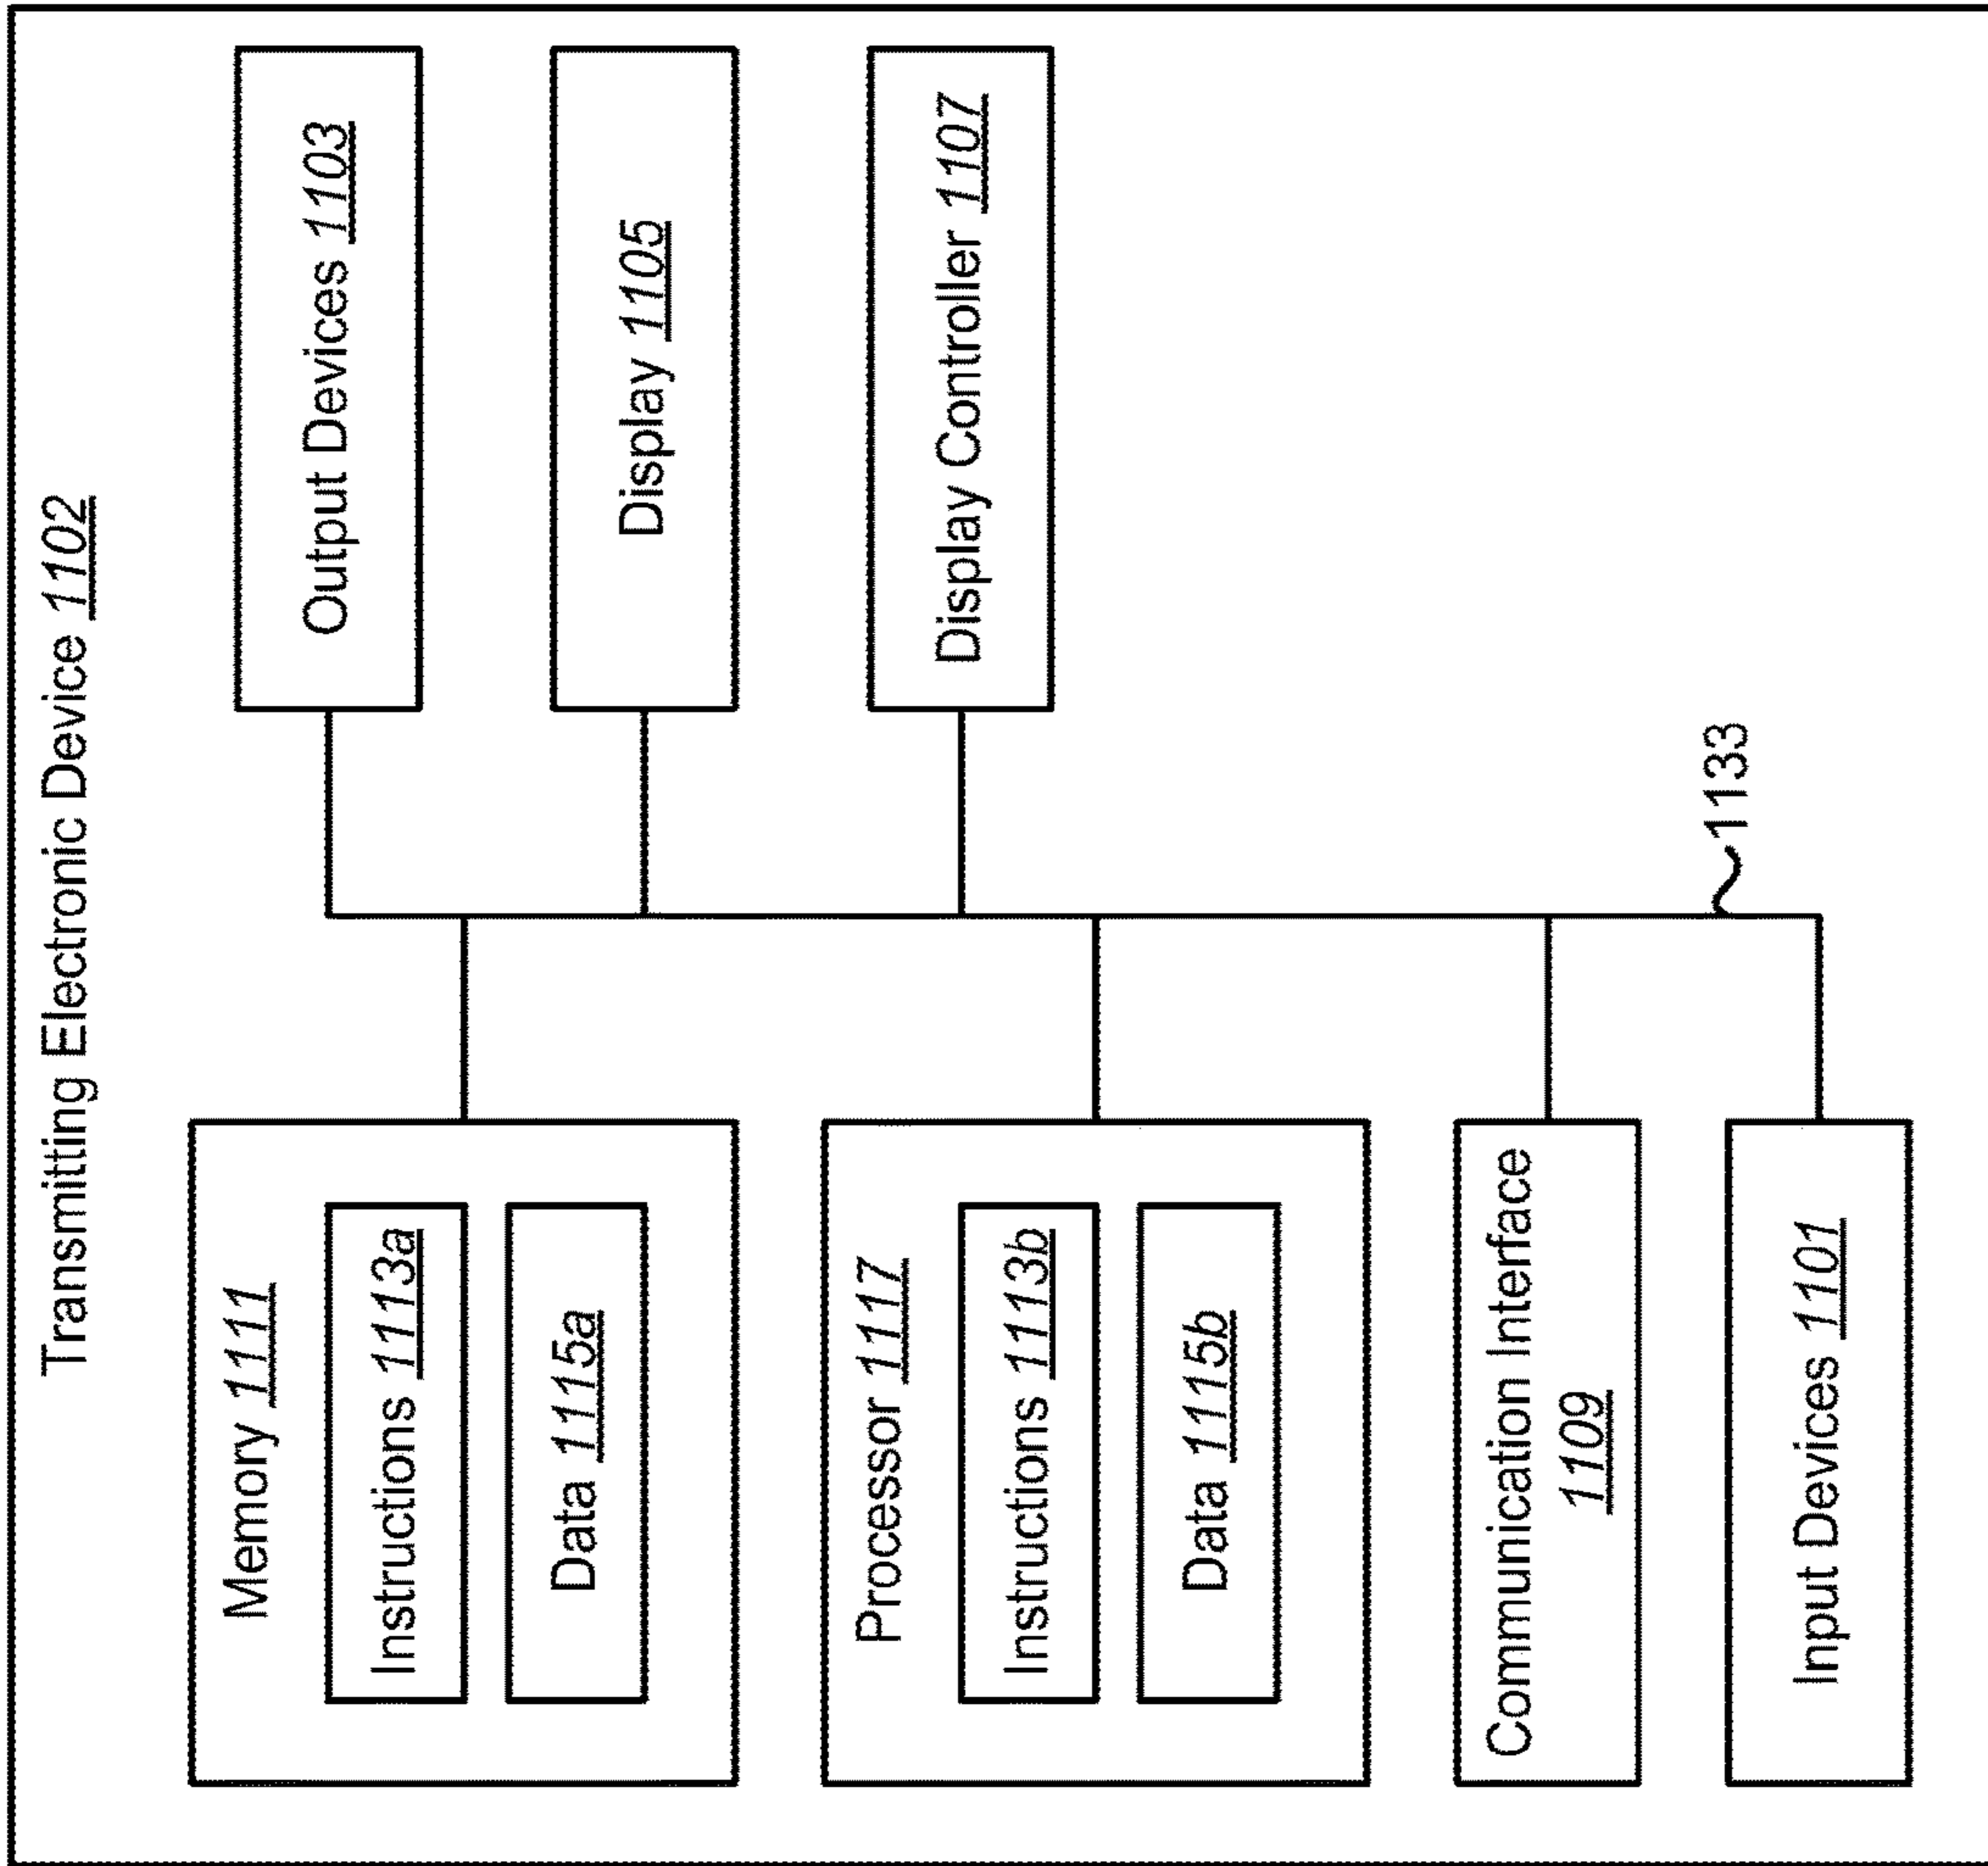 Transmitting Electronic Device 1102
Memory 1111
Instructions 1113a
Data 1115a
Processor 1117
Instructions 1113b
Data 1115b
Communication Interface
1109
Input Devices 1101
Output Devices 1103
Display 1105
Display Controller 1107
1133